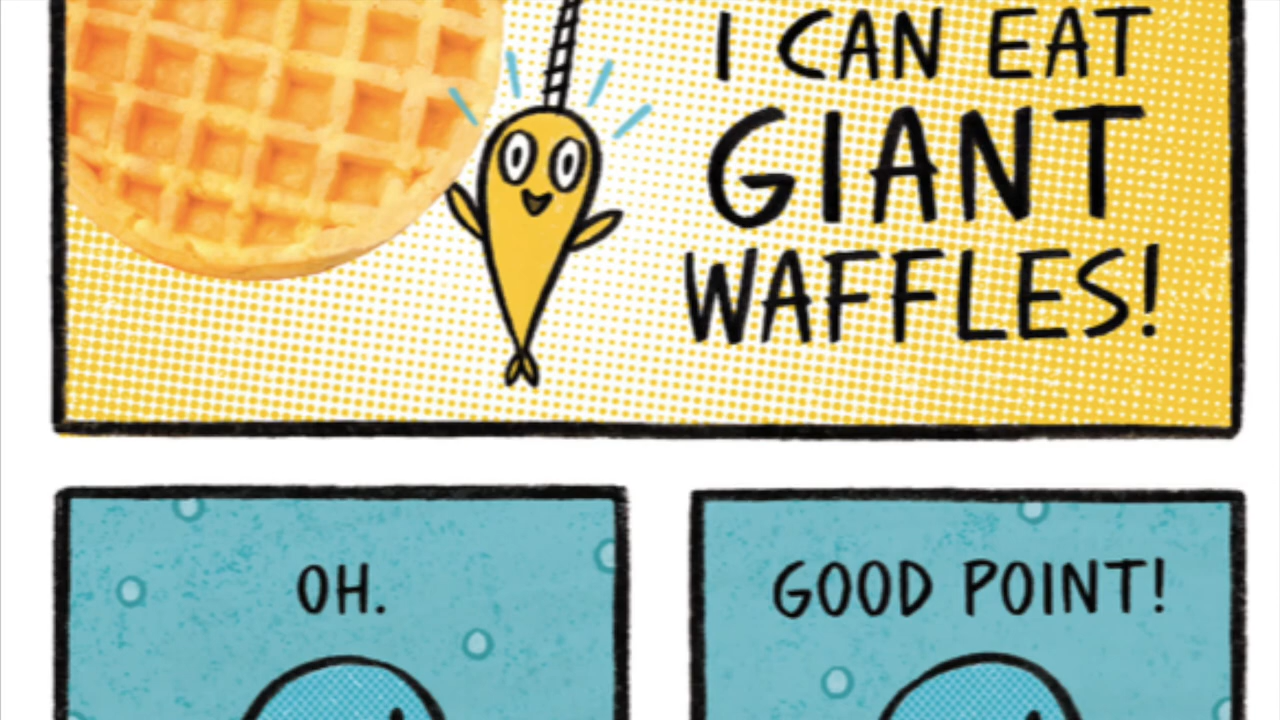 I CAN EAT
GIANT
WAFFLES!
OH.
GOOD POINT!